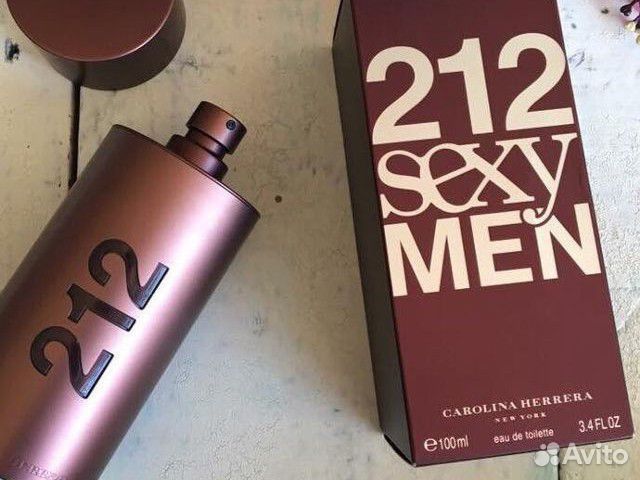 212
212
sexy
MEN
CAROLINA HERRERA
NEW YORK
℮100ml eau de toilette 3.4 FL OZ
Avito